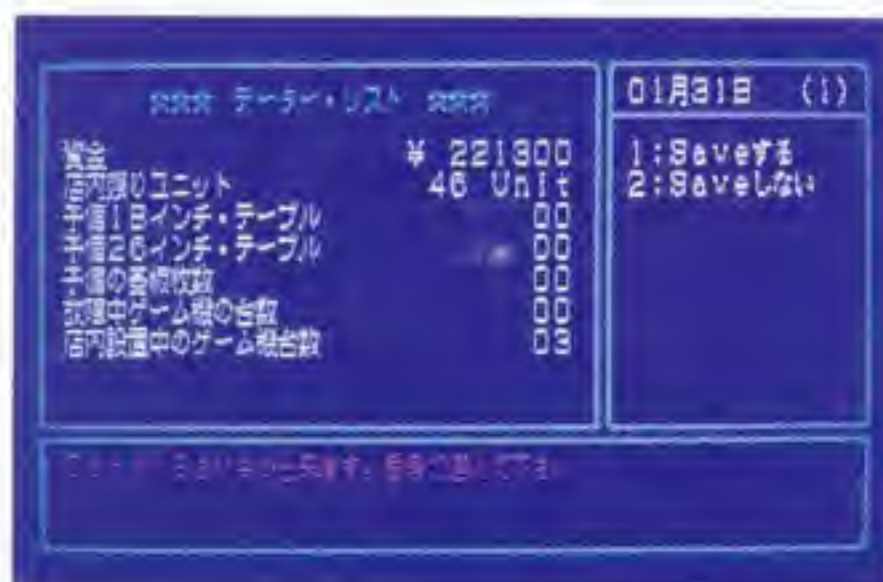 ☆☆☆ データー・リスト ☆☆☆
資金 ¥ 221300
店内残りユニット 46 Unit
予備18インチ・テーブル 00
予備26インチ・テーブル 00
予備の基板枚数 00
故障中ゲーム機の台数 00
店内設置中のゲーム機台数 03
01月31日 (1)
1:Saveする
2:Saveしない